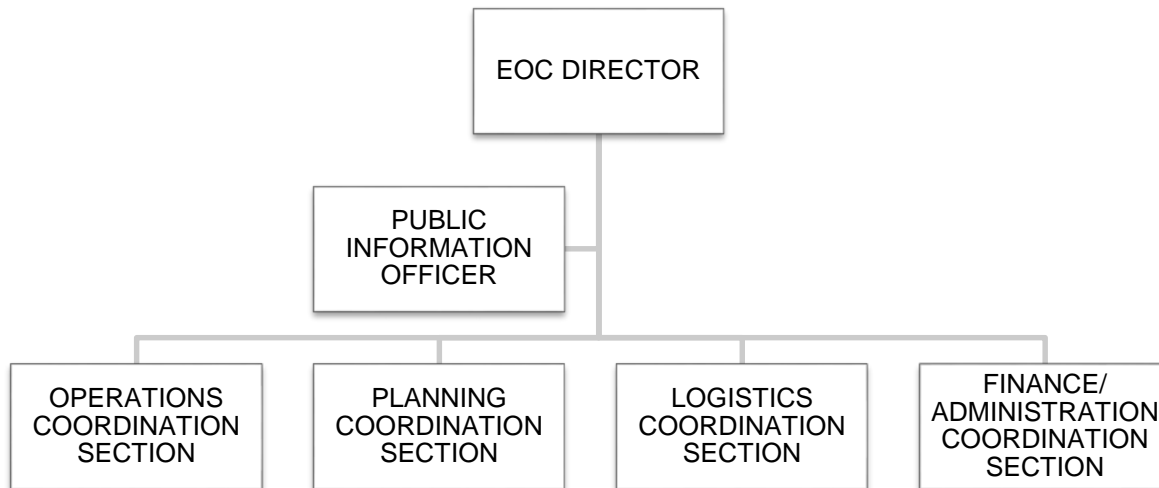 EOC DIRECTOR
PUBLIC
INFORMATION
OFFICER
OPERATIONS
COORDINATION
SECTION
PLANNING
COORDINATION
SECTION
LOGISTICS
COORDINATION
SECTION
FINANCE/
ADMINISTRATION
COORDINATION
SECTION